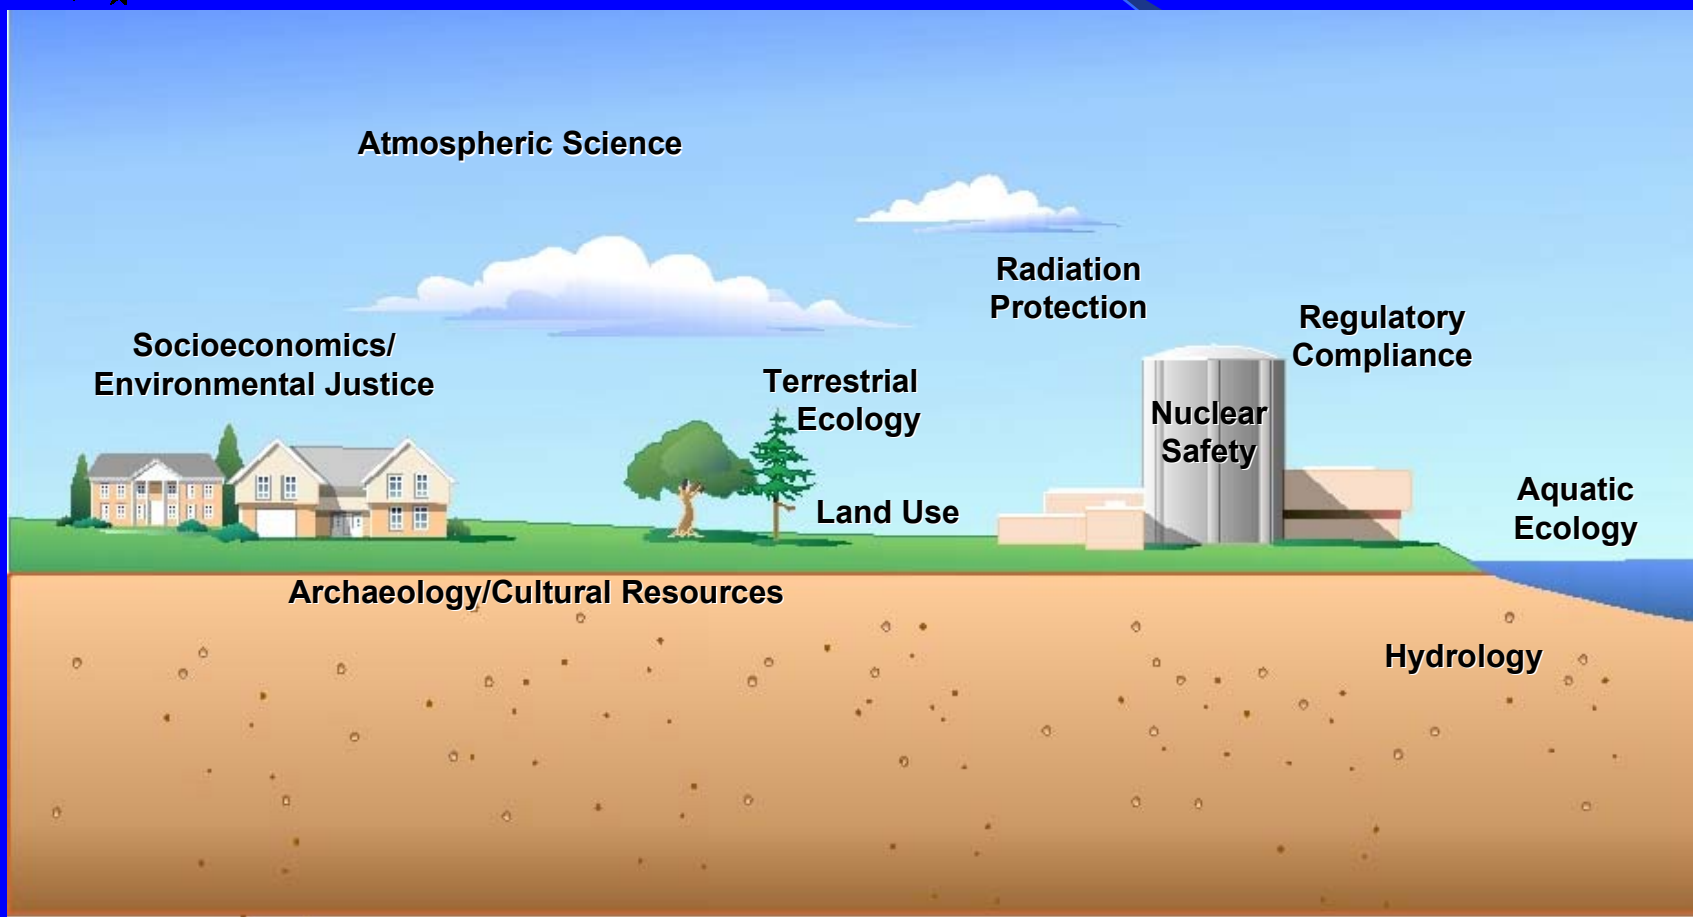 Atmospheric Science
Radiation
Protection
Regulatory
Compliance
Socioeconomics/
Environmental Justice
Terrestrial
Ecology
Nuclear
Safety
Land Use
Aquatic
Ecology
Archaeology/Cultural Resources
Hydrology